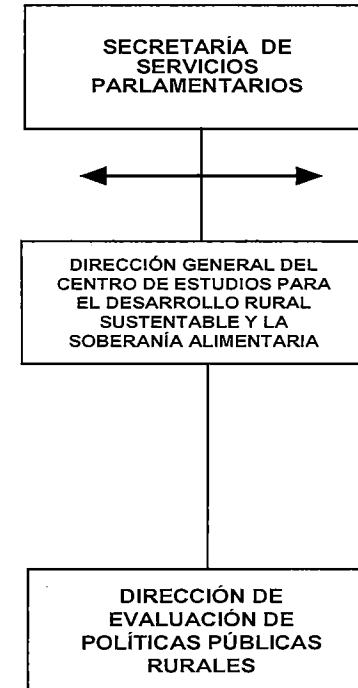 SECRETARÍA DE
SERVICIOS
PARLAMENTARIOS
DIRECCIÓN GENERAL DEL
CENTRO DE ESTUDIOS PARA
EL DESARROLLO RURAL
SUSTENTABLE Y LA
SOBERANÍA ALIMENTARIA
DIRECCIÓN DE
EVALUACIÓN DE
POLÍTICAS PÚBLICAS
RURALES